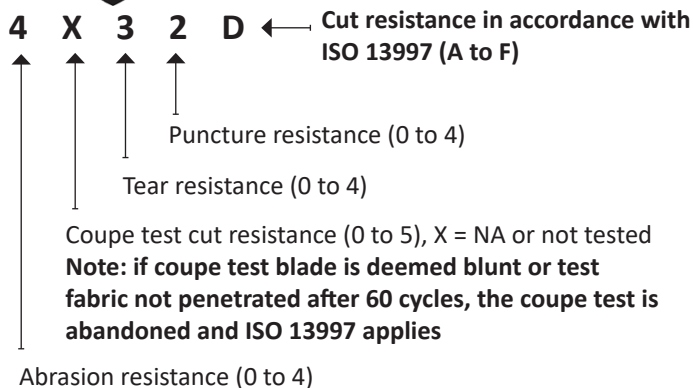 4 X 3 2 D
Cut resistance in accordance with
ISO 13997 (A to F)
Puncture resistance (0 to 4)
Tear resistance (0 to 4)
Coupe test cut resistance (0 to 5), X = NA or not tested
Note: if coupe test blade is deemed blunt or test
fabric not penetrated after 60 cycles, the coupe test is
abandoned and ISO 13997 applies
Abrasion resistance (0 to 4)